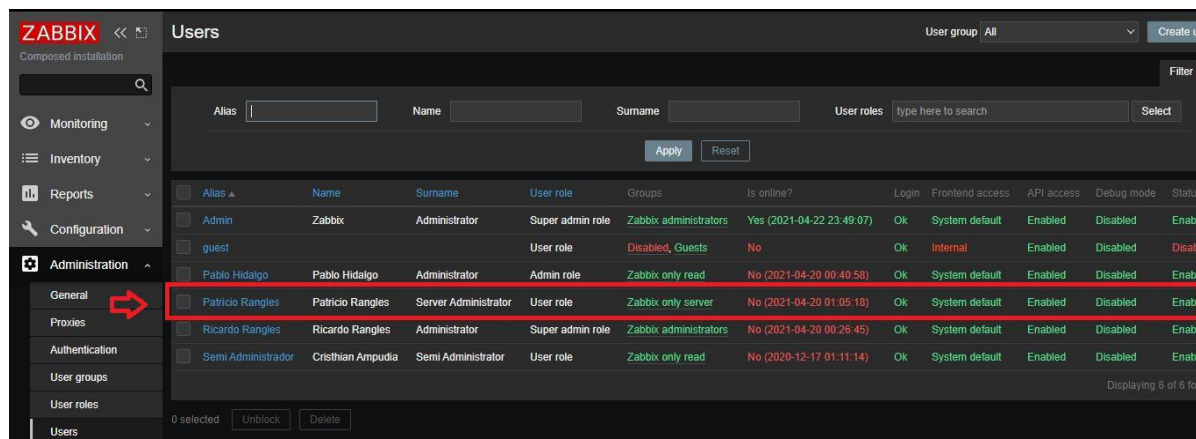 ZABBIX
Composed installation
Monitoring
Inventory
Reports
Configuration
Administration
General
Proxies
Authentication
User groups
User roles
Users
Users
User group All Create u
Filter
Alias Name Surname User roles type here to search Select
Apply Reset
Alias Name Surname User role Groups Is online? Login Frontend access API access Debug mode Statu
Admin Zabbix Administrator Super admin role Zabbix administrators Yes (2021-04-22 23:49:07) Ok System default Enabled Disabled Enab
guest User role Disabled, Guests No Ok Internal Enabled Disabled Disab
Pablo Hidalgo Pablo Hidalgo Administrator Admin role Zabbix only read No (2021-04-20 00:40:58) Ok System default Enabled Disabled Enab
Patricio Rangles Patricio Rangles Server Administrator User role Zabbix only server No (2021-04-20 01:05:18) Ok System default Enabled Disabled Enab
Ricardo Rangles Ricardo Rangles Administrator Super admin role Zabbix administrators No (2021-04-20 00:26:45) Ok System default Enabled Disabled Enab
Semi Administrador Cristhian Ampudia Semi Administrator User role Zabbix only read No (2020-12-17 01:11:14) Ok System default Enabled Disabled Enab
Displaying 6 of 6 fo
0 selected Unblock Delete